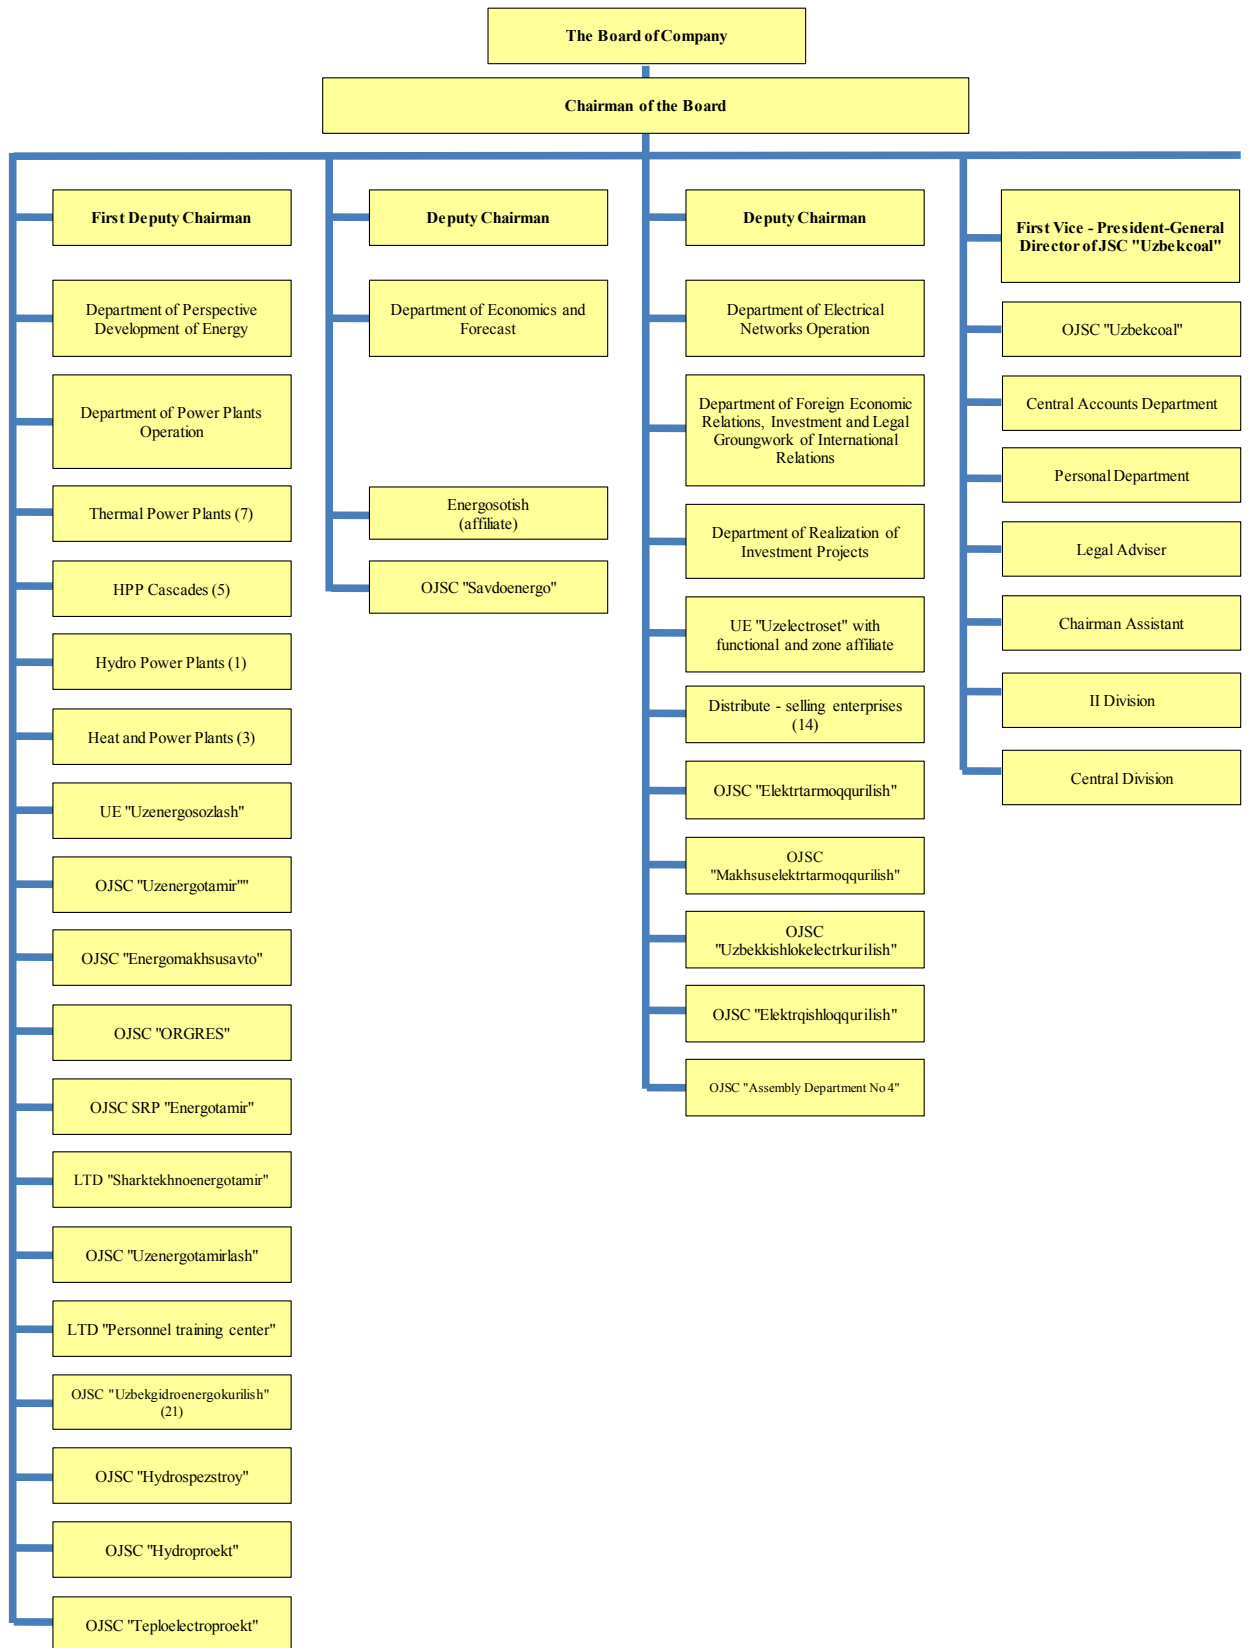 The Board of Company
Chairman of the Board
First Deputy Chairman
Department of Perspective
Development of Energy
Department of Power Plants
Operation
Thermal Power Plants (7)
HPP Cascades (5)
Hydro Power Plants (1)
Heat and Power Plants (3)
UE "Uzenergosozlash"
OJSC "Uzenergotamir""
OJSC "Energomakhsusavto"
OJSC "ORGRES"
OJSC SRP "Energotamir"
LTD "Sharktekhnoenergotamir"
OJSC "Uzenergotamirlash"
LTD "Personnel training center"
OJSC "Uzbekgidroenergokurilish"
(21)
OJSC "Hydrospezstroy"
OJSC "Hydroproekt"
OJSC "Teploelectroproekt"
Deputy Chairman
Department of Economics and
Forecast
Energosotish
(affiliate)
OJSC "Savdoenergo"
Deputy Chairman
Department of Electrical
Networks Operation
Department of Foreign Economic
Relations, Investment and Legal
Groungwork of International
Relations
Department of Realization of
Investment Projects
UE "Uzelectroset" with
functional and zone affiliate
Distribute - selling enterprises
(14)
OJSC "Elektrtarmoqqurilish"
OJSC
"Makhsuselektrtarmoqqurilish"
OJSC
"Uzbekkishlokelectrkurilish"
OJSC "Elektrqishloqqurilish"
OJSC "Assembly Department No 4"
First Vice - President-General
Director of JSC "Uzbekcoal"
OJSC "Uzbekcoal"
Central Accounts Department
Personal Department
Legal Adviser
Chairman Assistant
II Division
Central Division